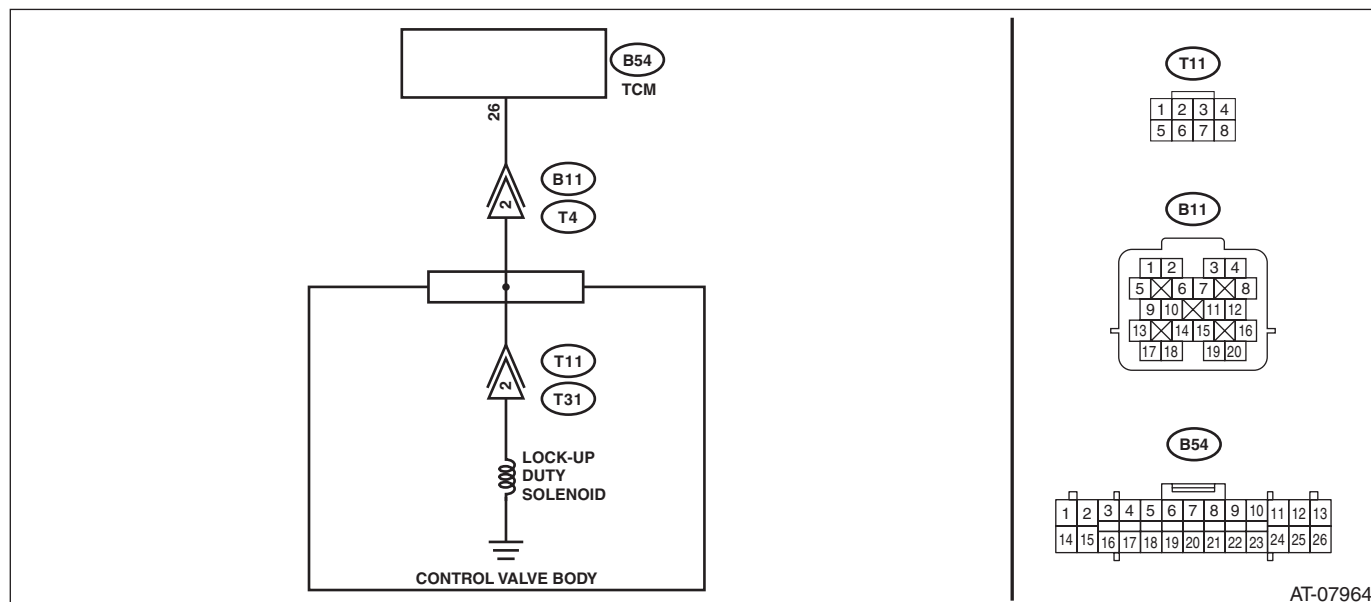 B54
TCM
26
B11
2
T4
T11
2
T31
LOCK-UP
DUTY
SOLENOID
CONTROL VALVE BODY
T11
1 2 3 4
5 6 7 8
B11
1 2 3 4
5 6 7 8
9 10 11 12
13 14 15 16
17 18 19 20
B54
1 2 3 4 5 6 7 8 9 10 11 12 13
14 15 16 17 18 19 20 21 22 23 24 25 26
AT-07964